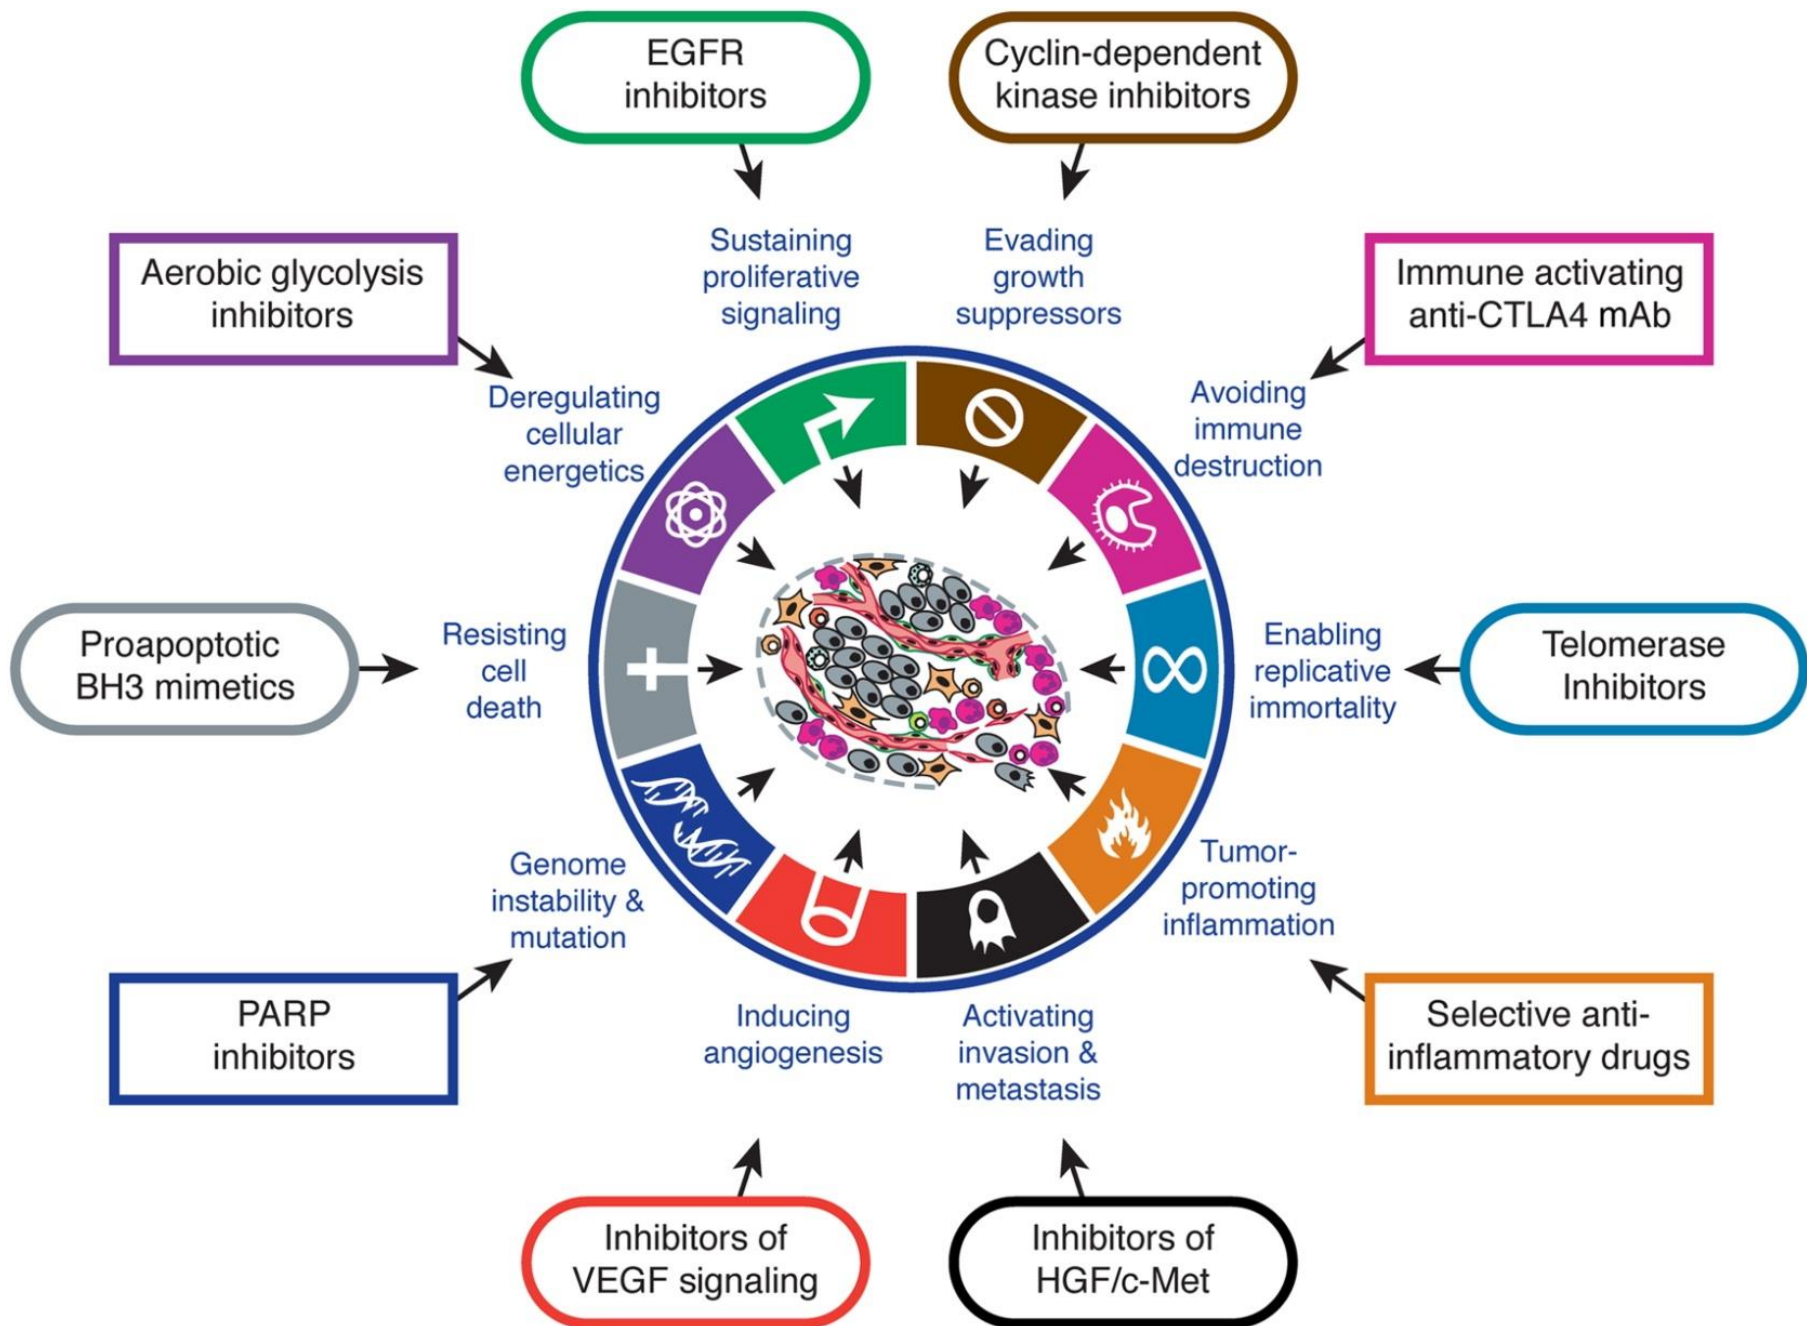 EGFR
inhibitors
Cyclin-dependent
kinase inhibitors
Aerobic glycolysis
inhibitors
Sustaining
proliferative
signaling
Evading
growth
suppressors
Immune activating
anti-CTLA4 mAb
Deregulating
cellular
energetics
Avoiding
immune
destruction
Proapoptotic
BH3 mimetics
Resisting
cell
death
Enabling
replicative
immortality
Telomerase
Inhibitors
Genome
instability &
mutation
Tumor-
promoting
inflammation
PARP
inhibitors
Inducing
angiogenesis
Activating
invasion &
metastasis
Selective anti-
inflammatory drugs
Inhibitors of
VEGF signaling
Inhibitors of
HGF/c-Met